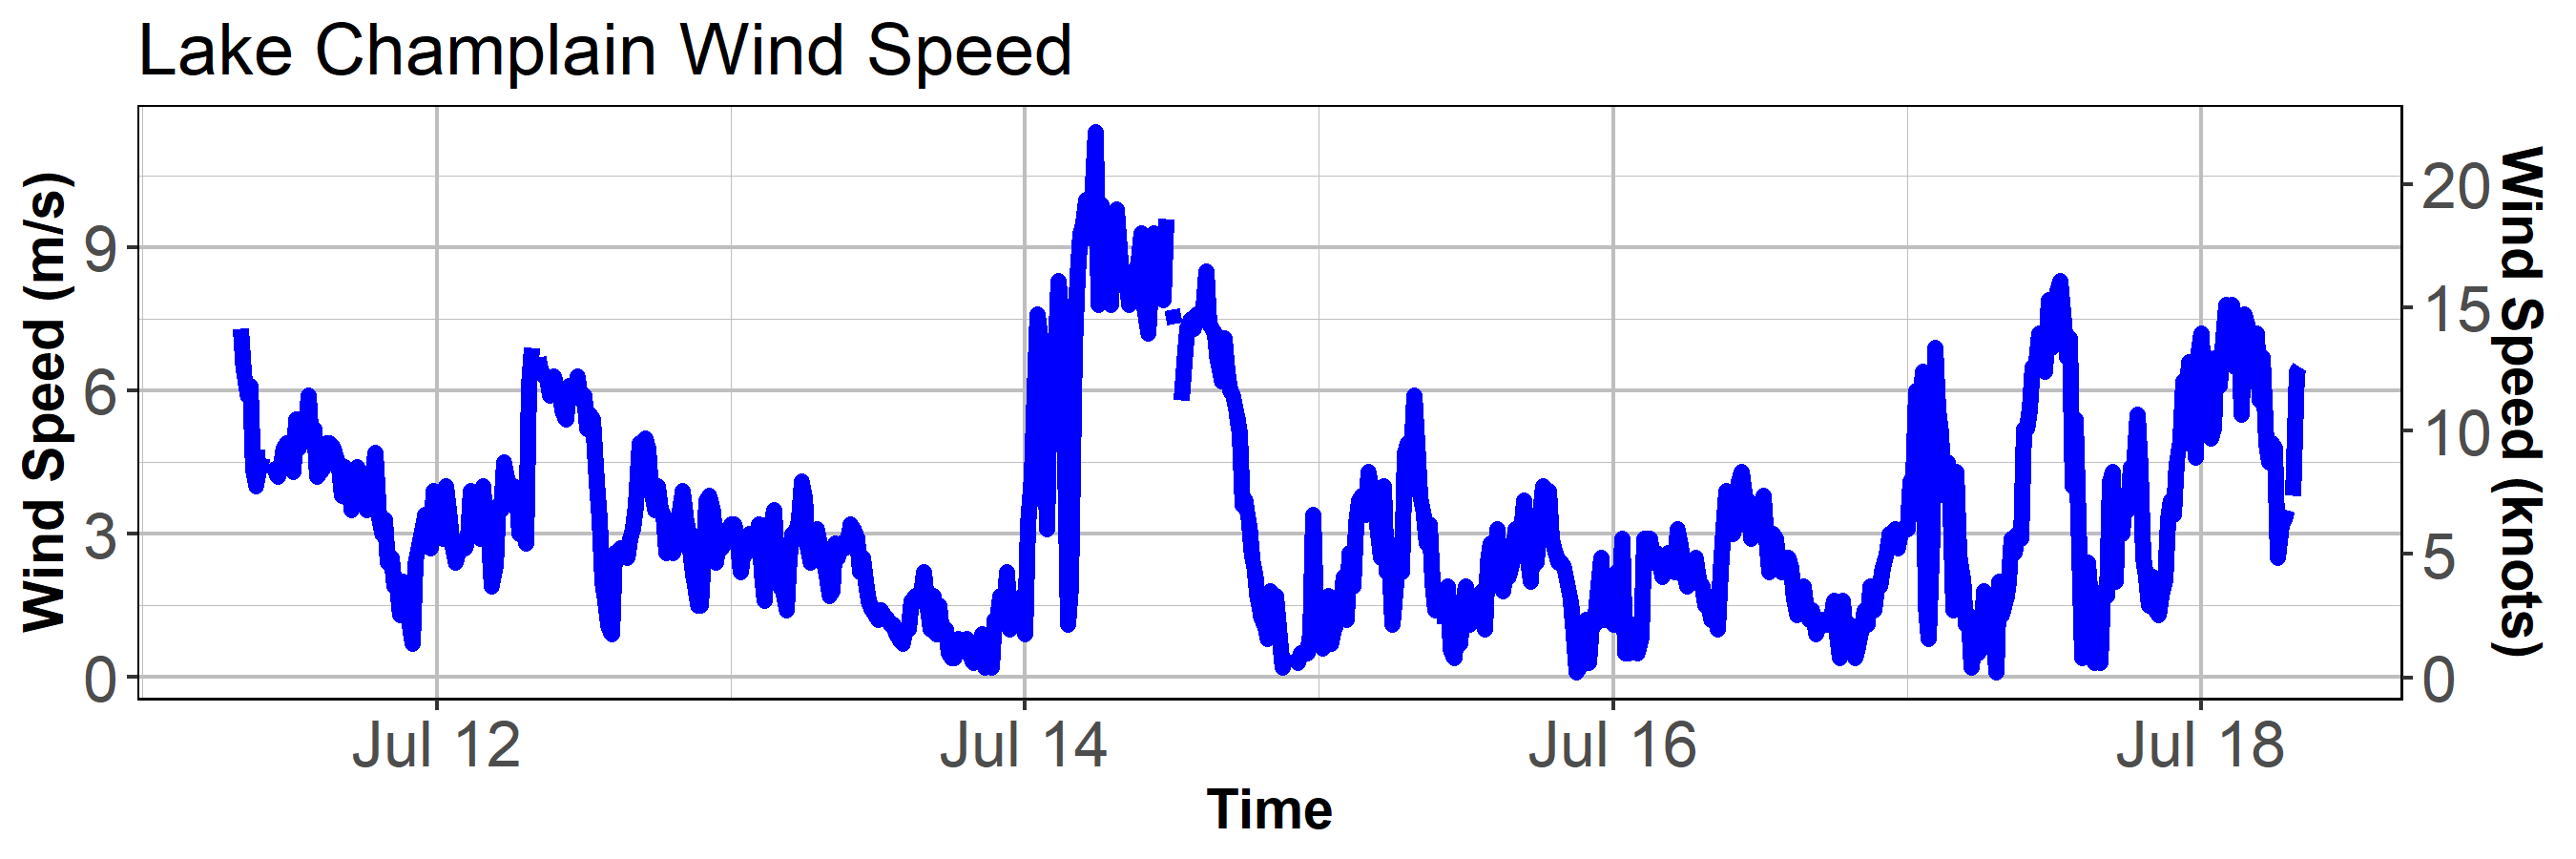 Lake Champlain Wind Speed
Wind Speed (m/s)
9
6
3
0
20
15
10
5
0
Wind Speed (knots)
Jul 12
Jul 14
Jul 16
Jul 18
Time